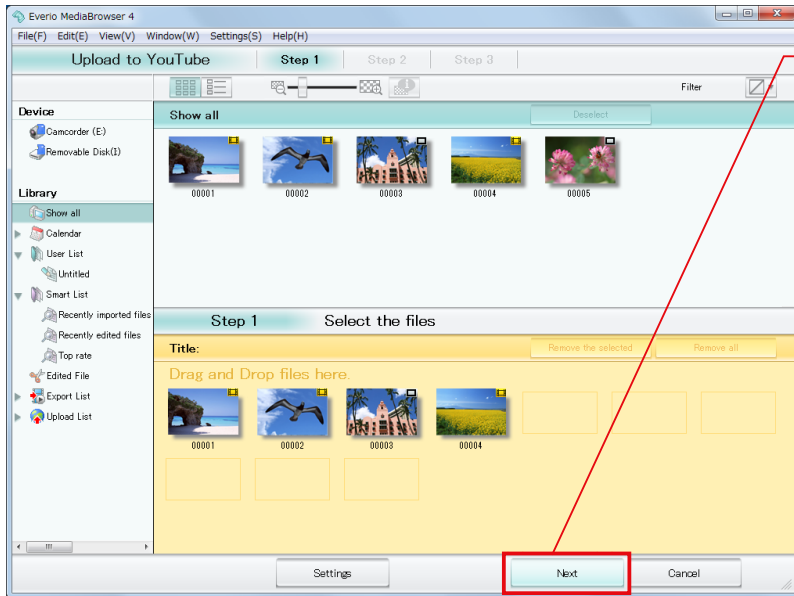 Everio MediaBrowser 4
File(F) Edit(E) View(V) Window(W) Settings(S) Help(H)
Upload to YouTube Step 1 Step 2 Step 3
Filter
Device
Camcorder (E:)
Removable Disk(I:)
Library
Show all
Calendar
User List
Untitled
Smart List
Recently imported files
Recently edited files
Top rate
Edited File
Export List
Upload List
Show all Deselect
00001 00002 00003 00004 00005
Step 1 Select the files
Title: Remove the selected Remove all
Drag and Drop files here.
00001 00002 00003 00004
Settings Next Cancel